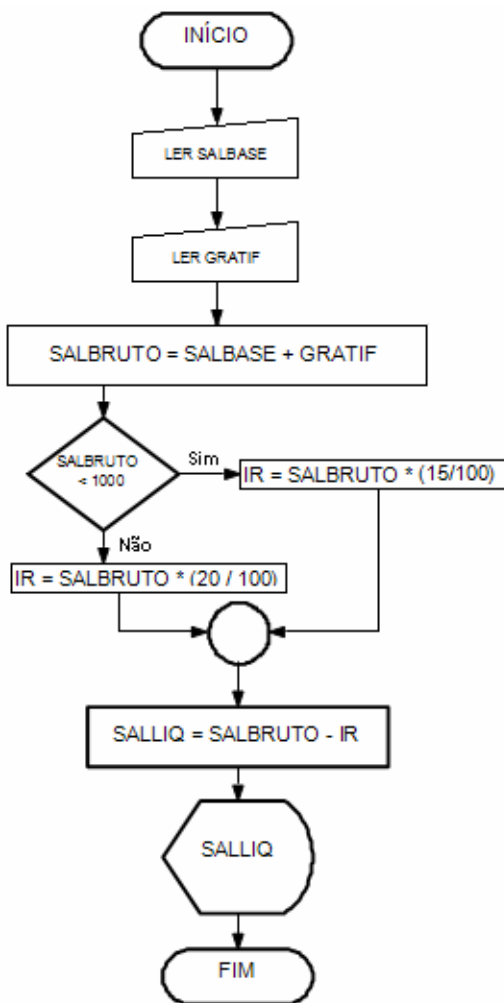 INÍCIO
LER SALBASE
LER GRATIF
SALBRUTO = SALBASE + GRATIF
SALBRUTO
< 1000
Sim
IR = SALBRUTO * (15/100)
Não
IR = SALBRUTO * (20 / 100)
SALLIQ = SALBRUTO - IR
SALLIQ
FIM